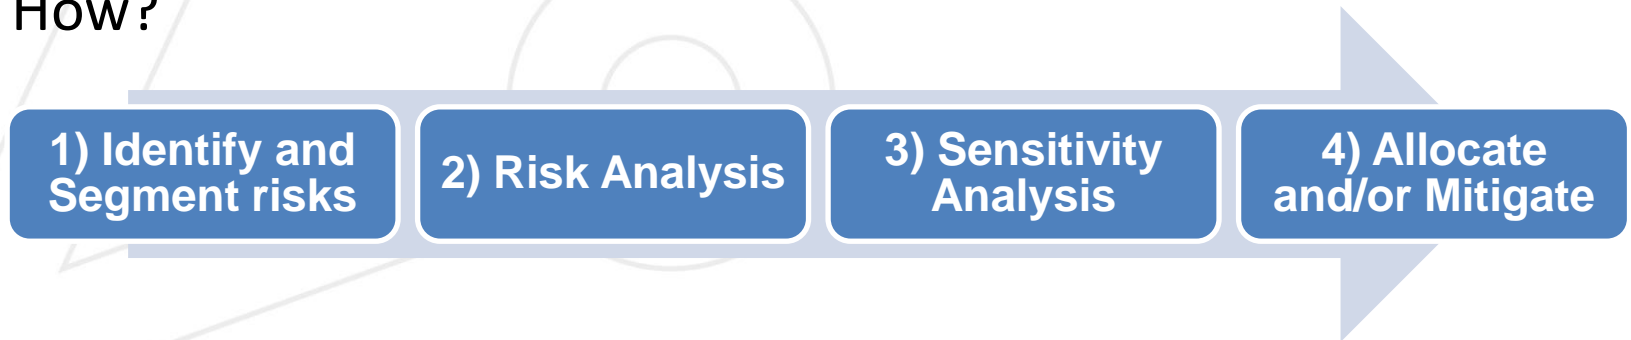 How?
1) Identify and
Segment risks
2) Risk Analysis
3) Sensitivity
Analysis
4) Allocate
and/or Mitigate